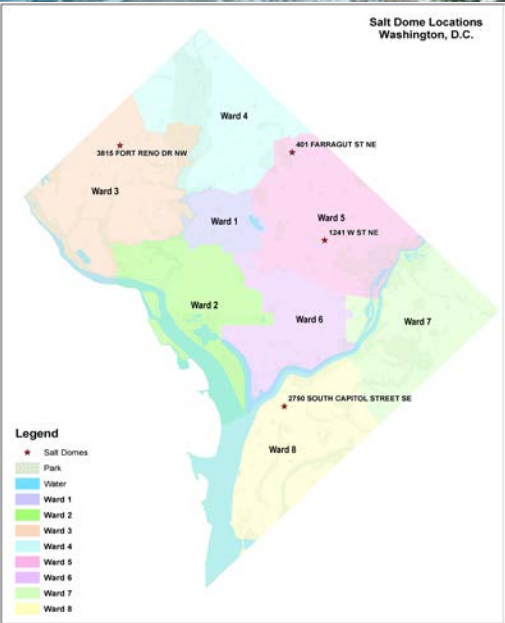 Salt Dome Locations
Washington, D.C.
Ward 4
401 FARRAGUT ST NE
3815 FORT RENO DR NW
Ward 3
Ward 1
Ward 5
1241 W ST NE
Ward 2
Ward 6
Ward 7
2750 SOUTH CAPITOL STREET SE
Ward 8
Legend
Salt Domes
Park
Water
Ward 1
Ward 2
Ward 3
Ward 4
Ward 5
Ward 6
Ward 7
Ward 8